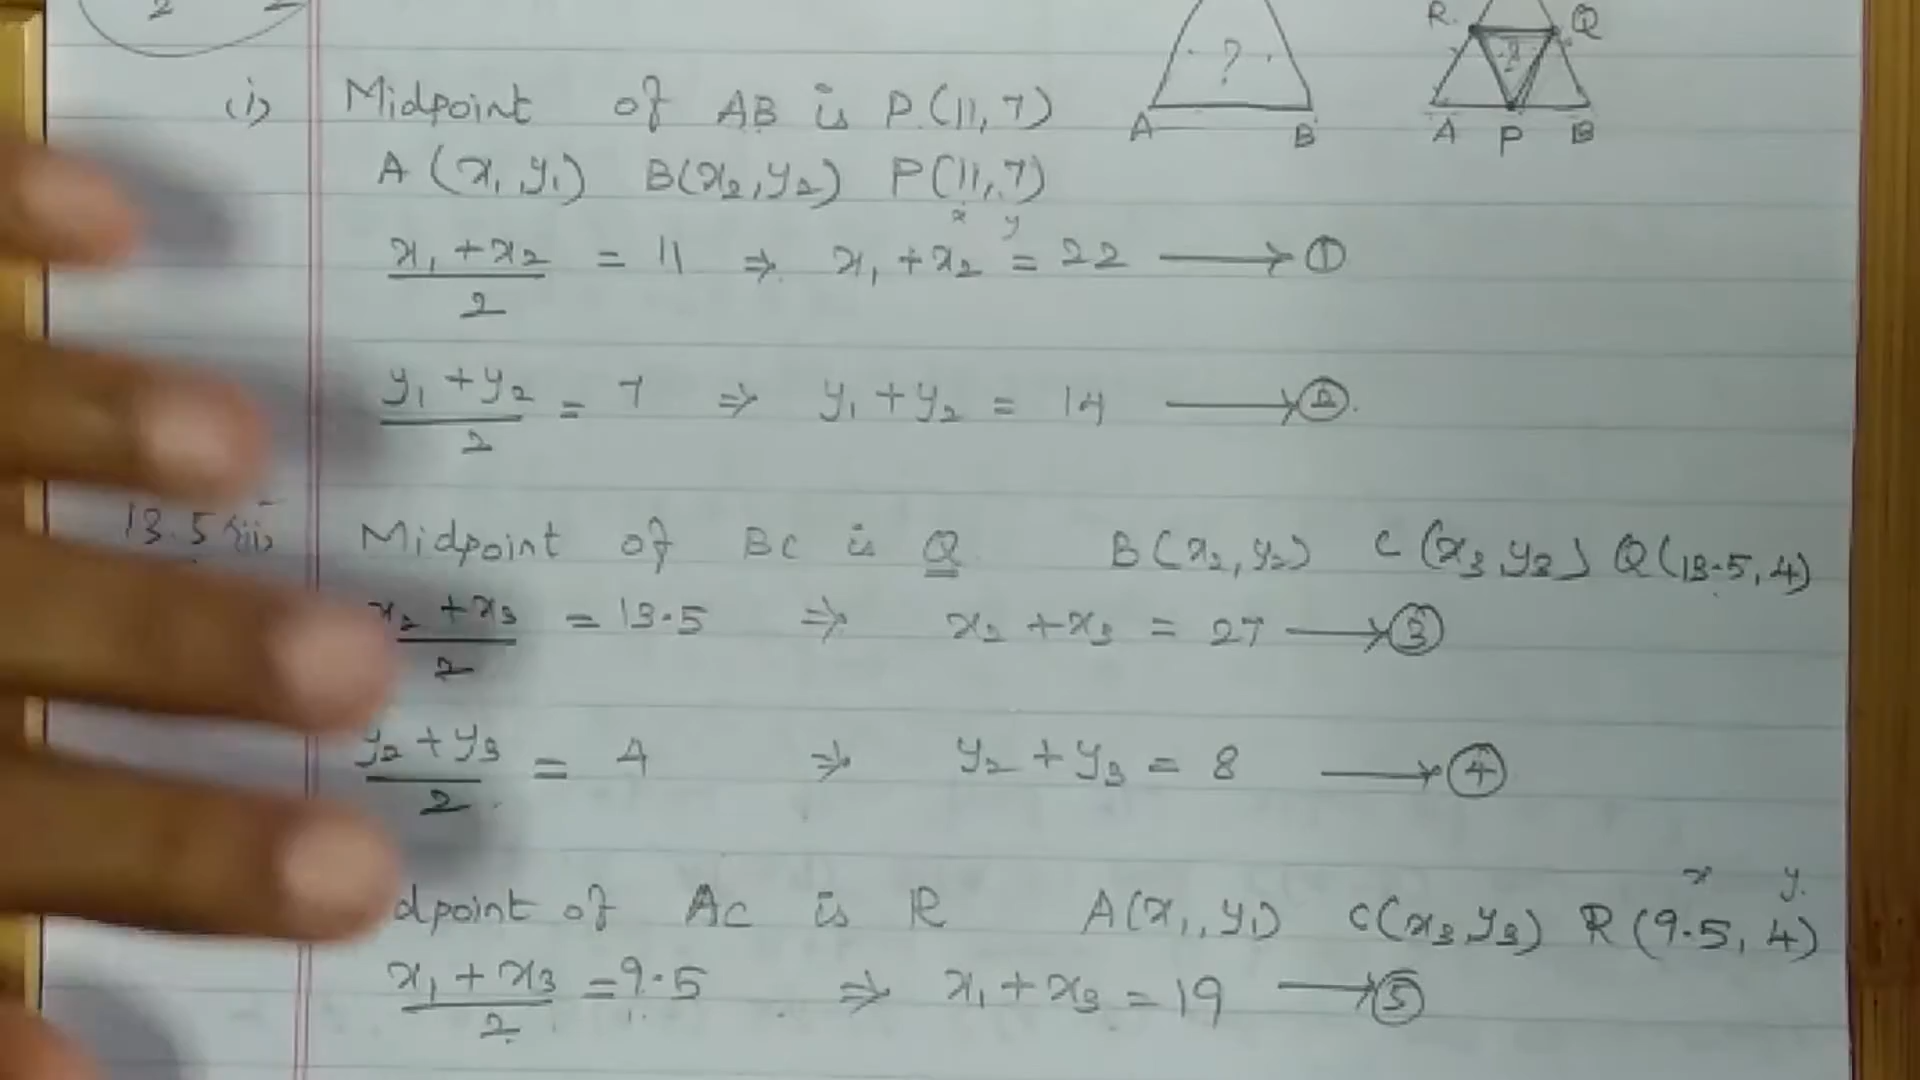 2 2
R. Q
?
(i) Midpoint of AB is P(11,7)
A B
A P B
A (x₁ y₁) B(x₂,y₂) P(11,7)
x y
x₁ + x₂ / 2 = 11 ⇒ x₁ + x₂ = 22 ⟶ ①
y₁ + y₂ / 2 = 7 ⇒ y₁ + y₂ = 14 ⟶ ②.
13.5 (ii) Midpoint of BC is Q B(x₂,y₂) C(x₃ y₃) Q(13.5, 4)
x₂ + x₃ / 2 = 13.5 ⇒ x₂ + x₃ = 27 ⟶ ③
y₂ + y₃ / 2 = 4 ⇒ y₂ + y₃ = 8 ⟶ ④
x y.
dpoint of AC is R A(x₁, y₁) C(x₃ y₃) R(9.5, 4)
x₁ + x₃ / 2 = 9.5 ⇒ x₁ + x₃ = 19 ⟶ ⑤